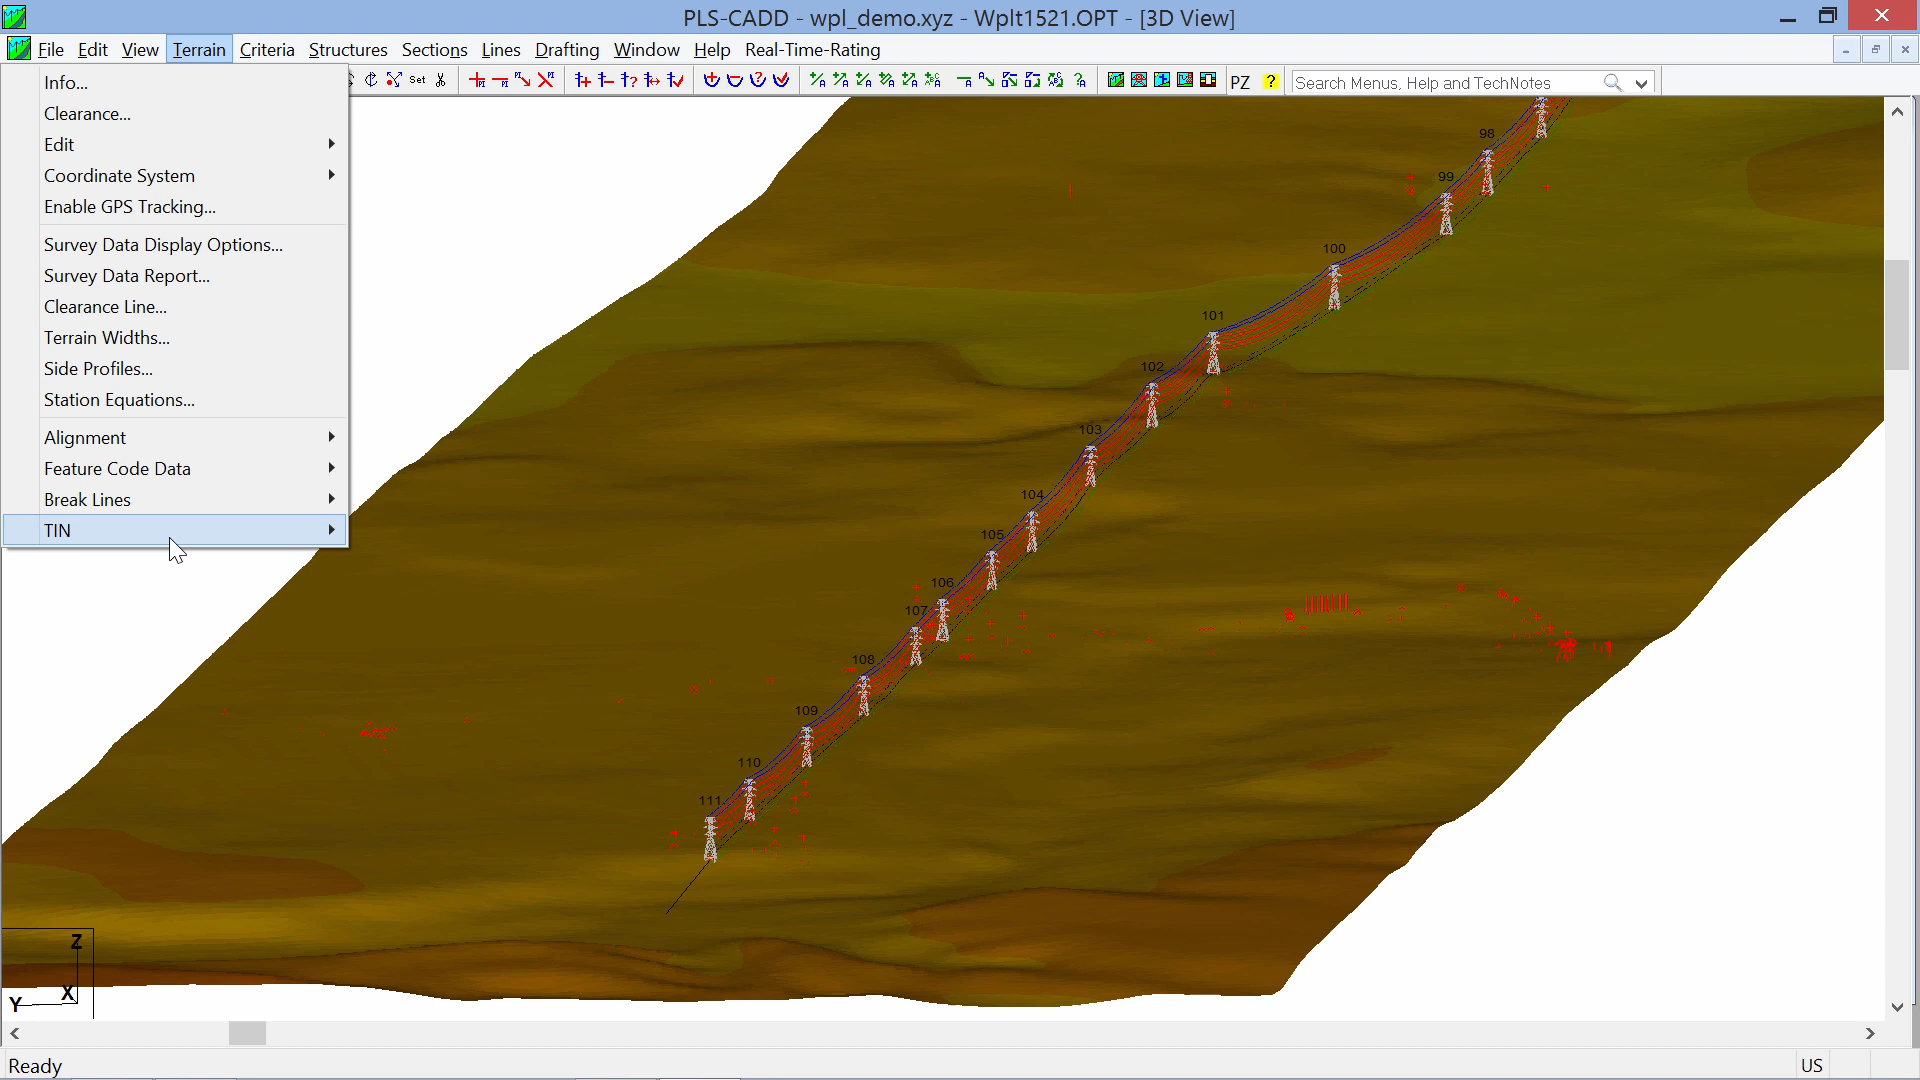 PLS-CADD - wpl_demo.xyz - Wplt1521.OPT - [3D View]
File Edit View Terrain Criteria Structures Sections Lines Drafting Window Help Real-Time-Rating
Set PZ ? Search Menus, Help and TechNotes
Info...
Clearance...
Edit
Coordinate System
Enable GPS Tracking...
Survey Data Display Options...
Survey Data Report...
Clearance Line...
Terrain Widths...
Side Profiles...
Station Equations...
Alignment
Feature Code Data
Break Lines
TIN
98
99
100
101
102
103
104
105
106
107
108
109
110
111
Z
X
Y
Ready
US